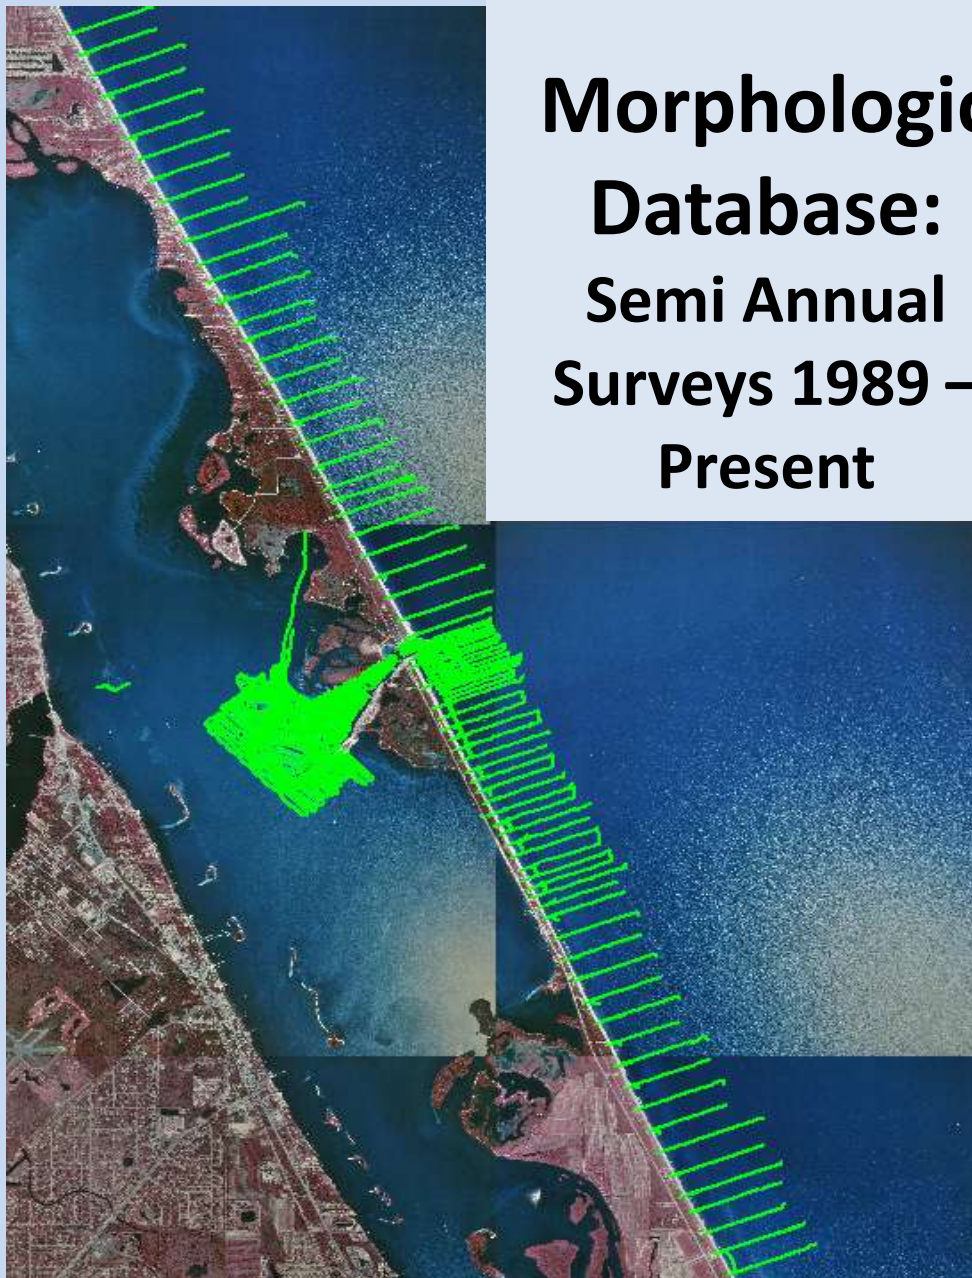 Morphologic
Database:
Semi Annual
Surveys 1989 –
Present